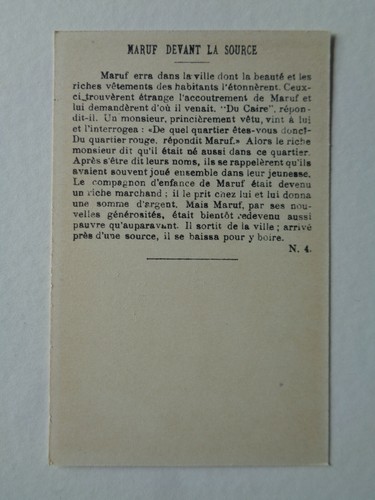 MARUF DEVANT LA SOURCE
Maruf erra dans la ville dont la beauté et les
riches vêtements des habitants l'étonnèrent. Ceux-
ci trouvèrent étrange l'accoutrement de Maruf et
lui demandèrent d'où il venait. "Du Caire", répon-
dit-il. Un monsieur, princièrement vêtu, vint à lui
et l'interrogea: «De quel quartier êtes-vous donc?-
Du quartier rouge, répondit Maruf.» Alors le riche
monsieur dit qu'il était né aussi dans ce quartier.
Après s'être dit leurs noms, ils se rappelèrent qu'ils
avaient souvent joué ensemble dans leur jeunesse.
Le compagnon d'enfance de Maruf était devenu
un riche marchand; il le prit chez lui et lui donna
une somme d'argent. Mais Maruf, par ses nou-
velles générosités, était bientôt redevenu aussi
pauvre qu'auparavant. Il sortit de la ville; arrivé
près d'une source, il se baissa pour y boire.
N. 4.